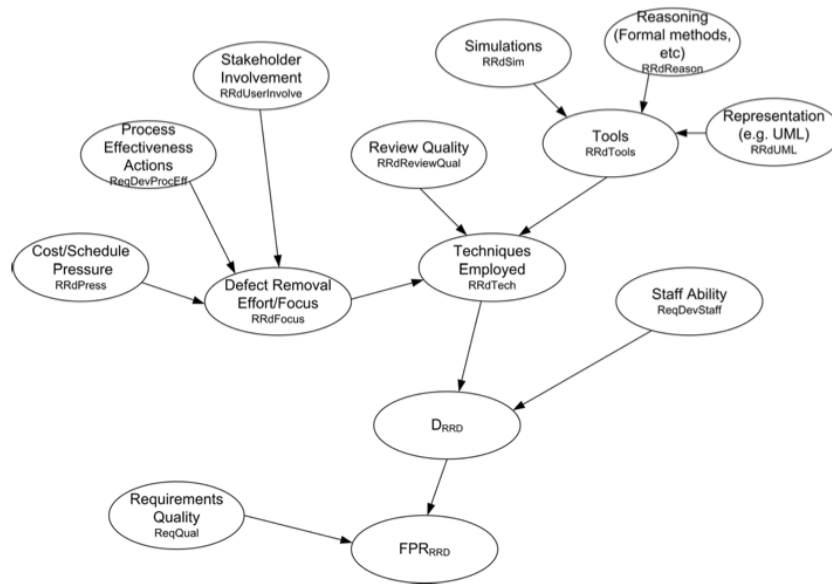 Reasoning
(Formal methods,
etc)
RRdReason
Simulations
RRdSim
Stakeholder
Involvement
RRdUserInvolve
Representation
(e.g. UML)
RRdUML
Tools
RRdTools
Process
Effectiveness
Actions
ReqDevProcEff
Review Quality
RRdReviewQual
Cost/Schedule
Pressure
RRdPress
Techniques
Employed
RRdTech
Defect Removal
Effort/Focus
RRdFocus
Staff Ability
ReqDevStaff
DRRD
Requirements
Quality
ReqQual
FPRRRD